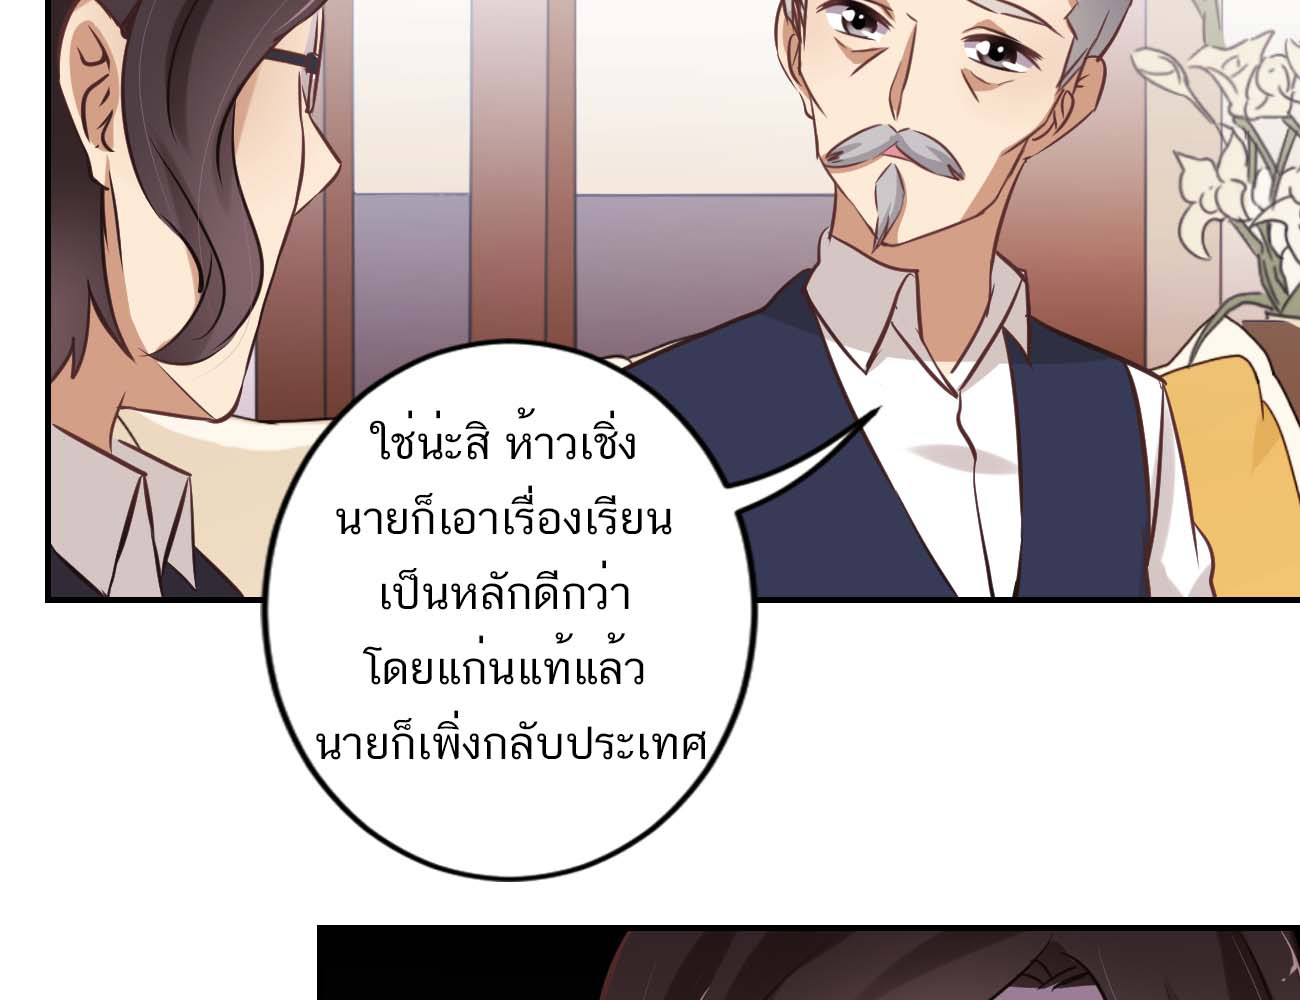 ใช่น่ะสิ ห้าวเชิ่ง
นายก็เอาเรื่องเรียน
เป็นหลักดีกว่า
โดยแก่นแท้แล้ว
นายก็เพิ่งกลับประเทศ